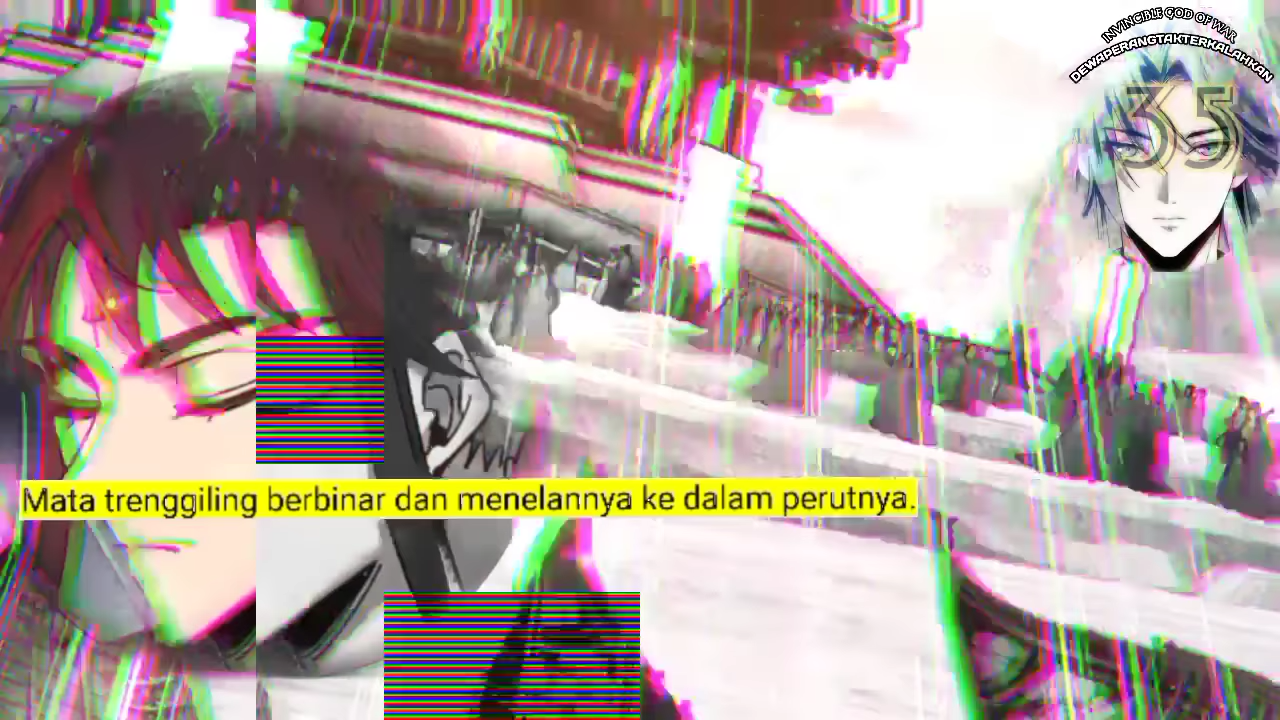 INVINCIBLE GOD OF WAR
DEWAPERANGTAKTERKALAHKAN
35
Mata trenggiling berbinar dan menelannya ke dalam perutnya.